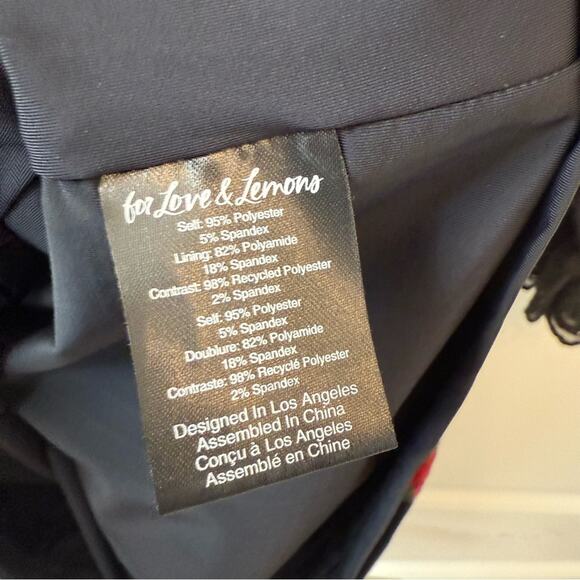 for Love & Lemons
Self: 95% Polyester
5% Spandex
Lining: 82% Polyamide
18% Spandex
Contrast: 98% Recycled Polyester
2% Spandex
Self: 95% Polyester
5% Spandex
Doublure: 82% Polyamide
18% Spandex
Contraste: 98% Recyclé Polyester
2% Spandex
Designed In Los Angeles
Assembled In China
Conçu à Los Angeles
Assemblé en Chine